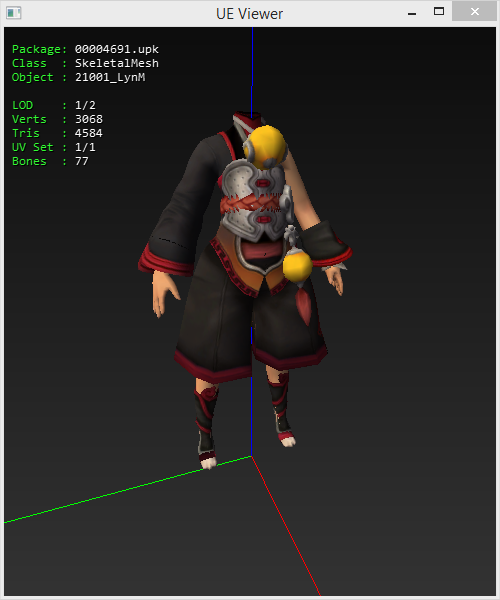 UE Viewer
Package: 00004691.upk
Class  : SkeletalMesh
Object : 21001_LynM
LOD    : 1/2
Verts  : 3068
Tris   : 4584
UV Set : 1/1
Bones  : 77